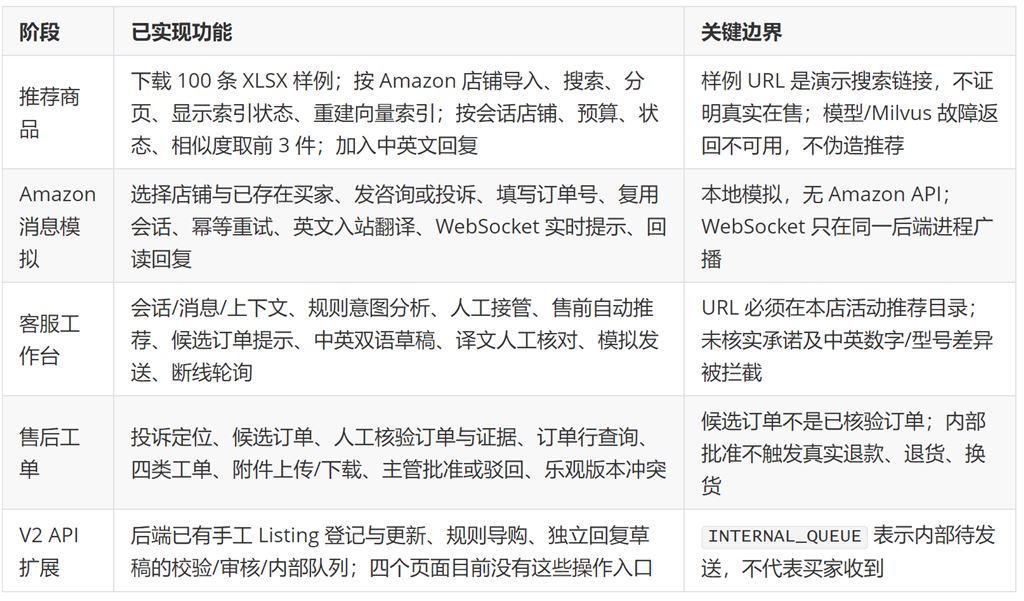 阶段
已实现功能
关键边界
推荐商
品
下载 100 条 XLSX 样例；按 Amazon 店铺导入、搜索、分
页、显示索引状态、重建向量索引；按会话店铺、预算、状
态、相似度取前 3 件；加入中英文回复
样例 URL 是演示搜索链接，不证
明真实在售；模型/Milvus 故障返
回不可用，不伪造推荐
Amazon
消息模
拟
选择店铺与已存在买家、发咨询或投诉、填写订单号、复用
会话、幂等重试、英文入站翻译、WebSocket 实时提示、回
读回复
本地模拟，无 Amazon API；
WebSocket 只在同一后端进程广
播
客服工
作台
会话/消息/上下文、规则意图分析、人工接管、售前自动推
荐、候选订单提示、中英双语草稿、译文人工核对、模拟发
送、断线轮询
URL 必须在本店活动推荐目录；
未核实承诺及中英数字/型号差异
被拦截
售后工
单
投诉定位、候选订单、人工核验订单与证据、订单行查询、
四类工单、附件上传/下载、主管批准或驳回、乐观版本冲突
候选订单不是已核验订单；内部
批准不触发真实退款、退货、换
货
V2 API
扩展
后端已有手工 Listing 登记与更新、规则导购、独立回复草
稿的校验/审核/内部队列；四个页面目前没有这些操作入口
INTERNAL_QUEUE 表示内部待发
送，不代表买家收到